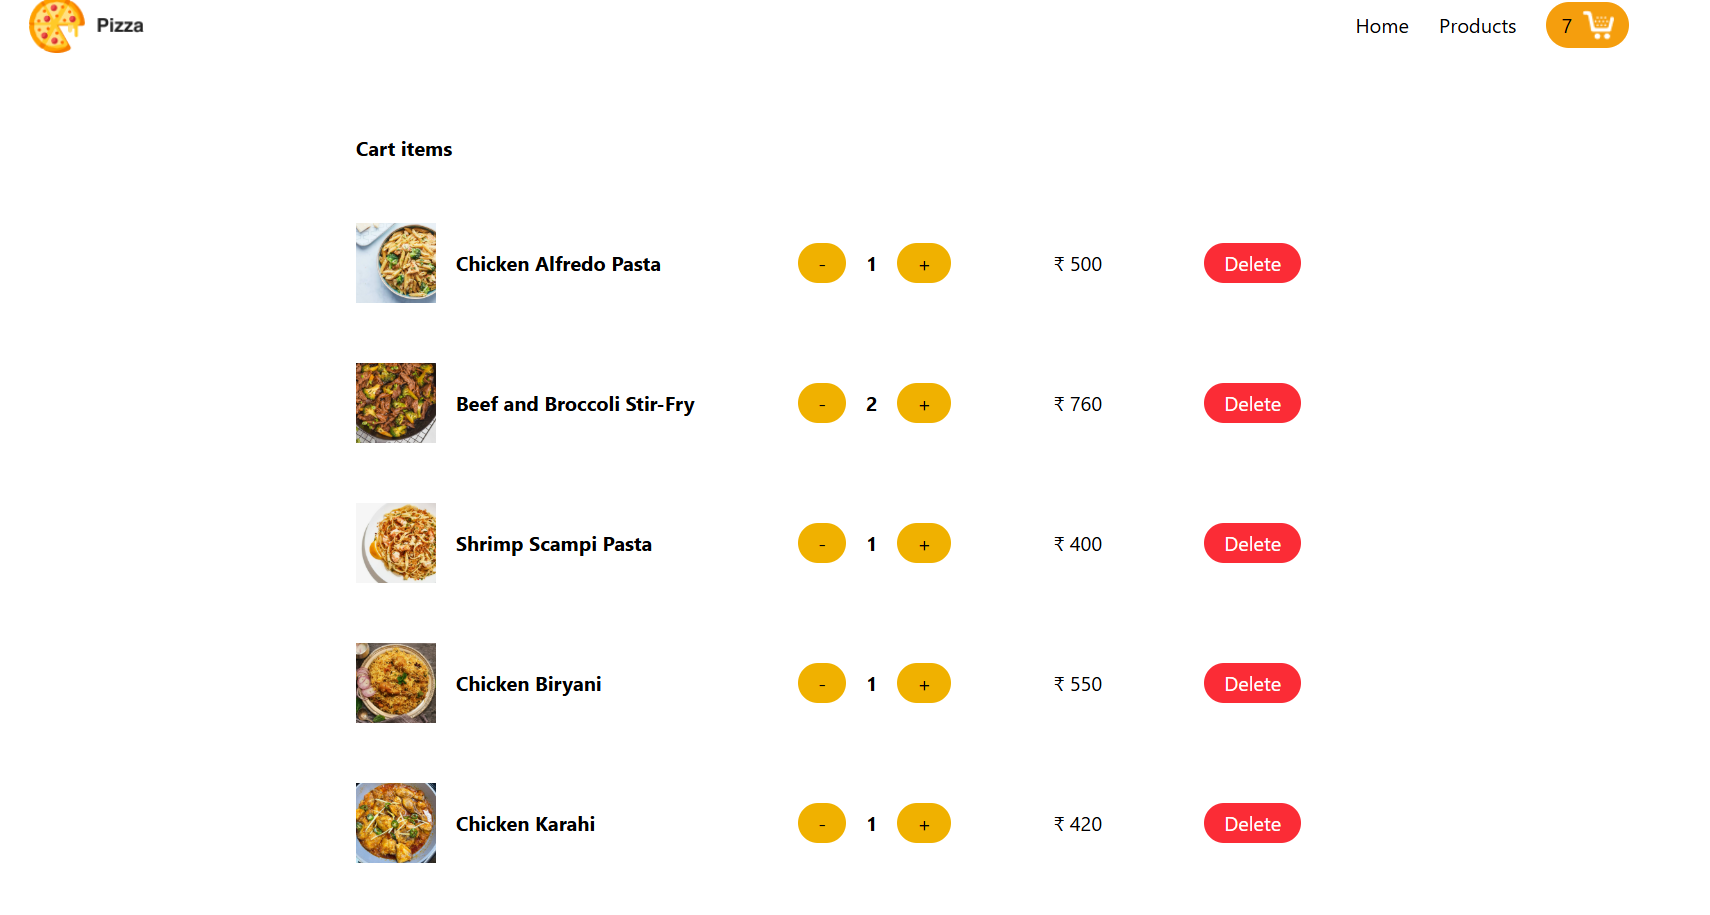 Pizza
Home Products 7
Cart items
Chicken Alfredo Pasta - 1 + ₹ 500 Delete
Beef and Broccoli Stir-Fry - 2 + ₹ 760 Delete
Shrimp Scampi Pasta - 1 + ₹ 400 Delete
Chicken Biryani - 1 + ₹ 550 Delete
Chicken Karahi - 1 + ₹ 420 Delete